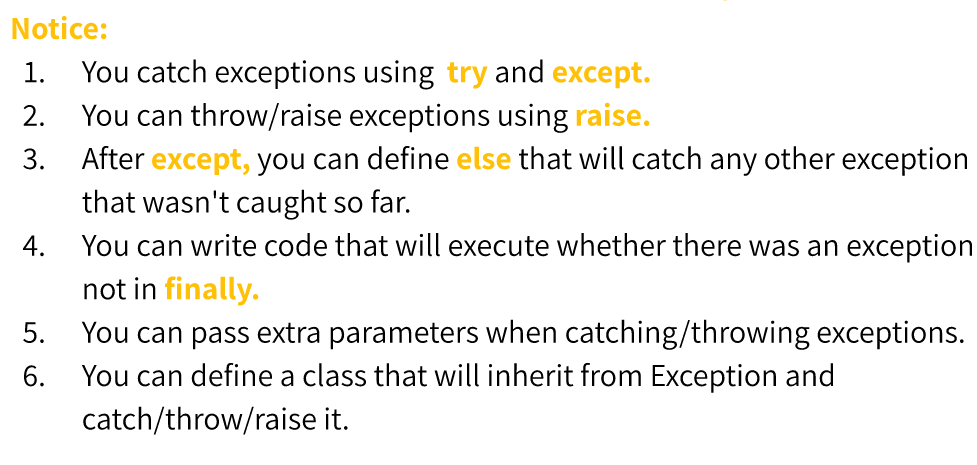 Notice:
1. You catch exceptions using try and except.
2. You can throw/raise exceptions using raise.
3. After except, you can define else that will catch any other exception
that wasn't caught so far.
4. You can write code that will execute whether there was an exception
not in finally.
5. You can pass extra parameters when catching/throwing exceptions.
6. You can define a class that will inherit from Exception and
catch/throw/raise it.